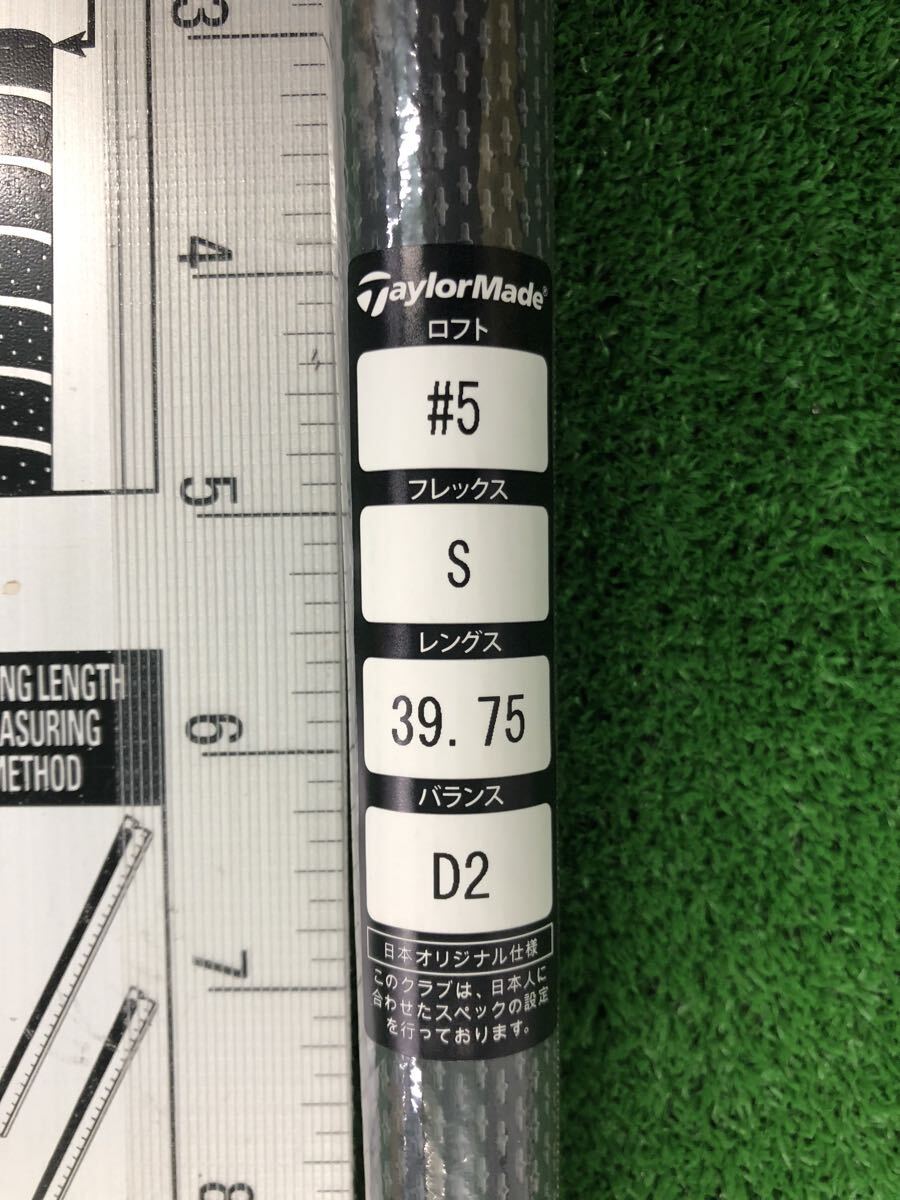 3
4
5
6
7
8
NG LENGTH
ASURING
METHOD
TaylorMade®
ロフト
#5
フレックス
S
レングス
39.75
バランス
D2
日本オリジナル仕様
このクラブは、日本人に
合わせたスペックの設定
を行っております。